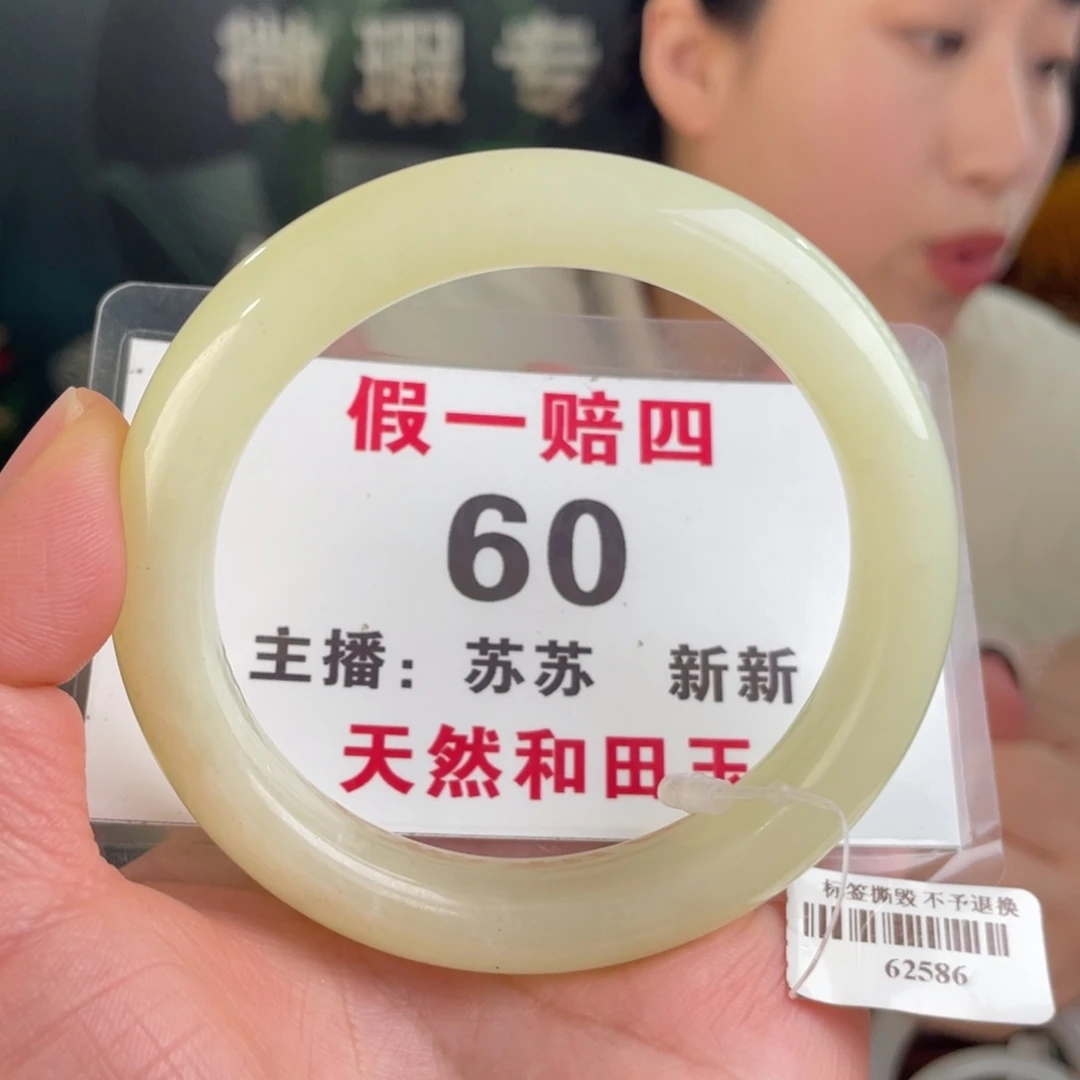 微瑕专
假一赔四
60
主播：苏苏 新新
天然和田玉
标签撕毁 不予退换
62586